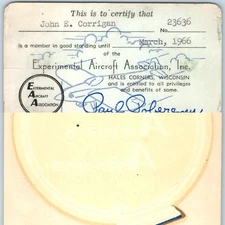 This is to certify that
John E. Corrigan 23636
No.
is a member in good standing until March, 1966
of the
Experimental Aircraft Association, Inc.
HALES CORNERS, WISCONSIN
and is entitled to all privileges
and benefits of same.
EXPERIMENTAL
AIRCRAFT
ASSOCIATION
E
A
A
Paul